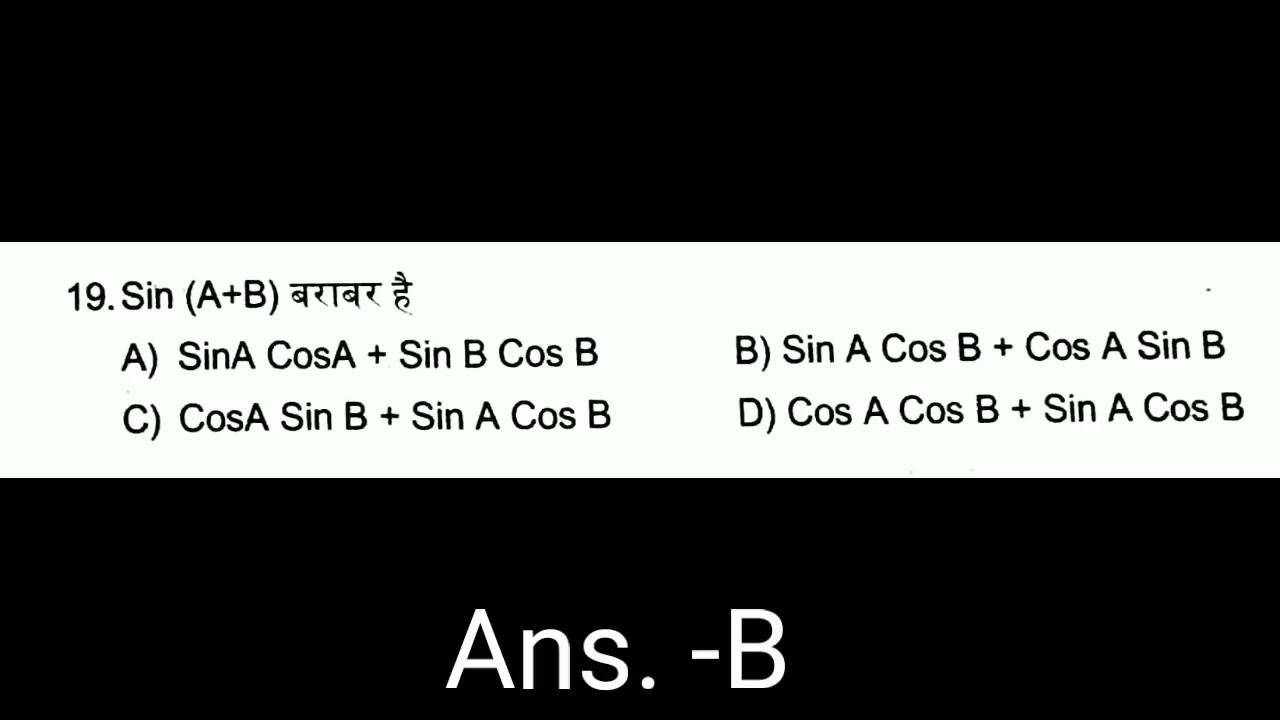 19. Sin (A+B) बराबर है
A) SinA CosA + Sin B Cos B B) Sin A Cos B + Cos A Sin B
C) CosA Sin B + Sin A Cos B D) Cos A Cos B + Sin A Cos B
Ans. -B